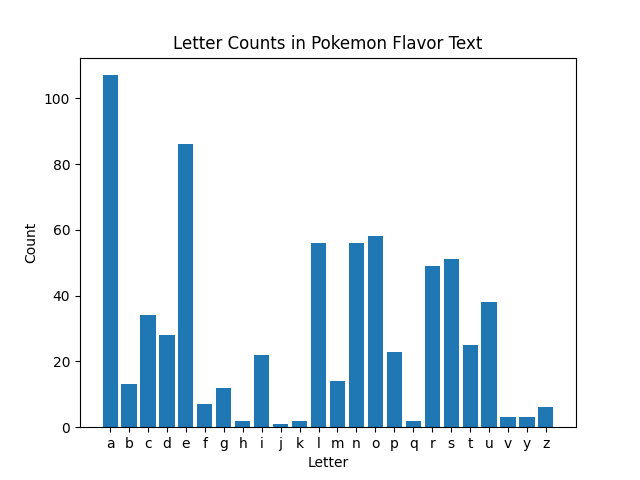 Letter Counts in Pokemon Flavor Text
100
80
60
40
20
0
Count
a b c d e f g h i j k l m n o p q r s t u v y z
Letter